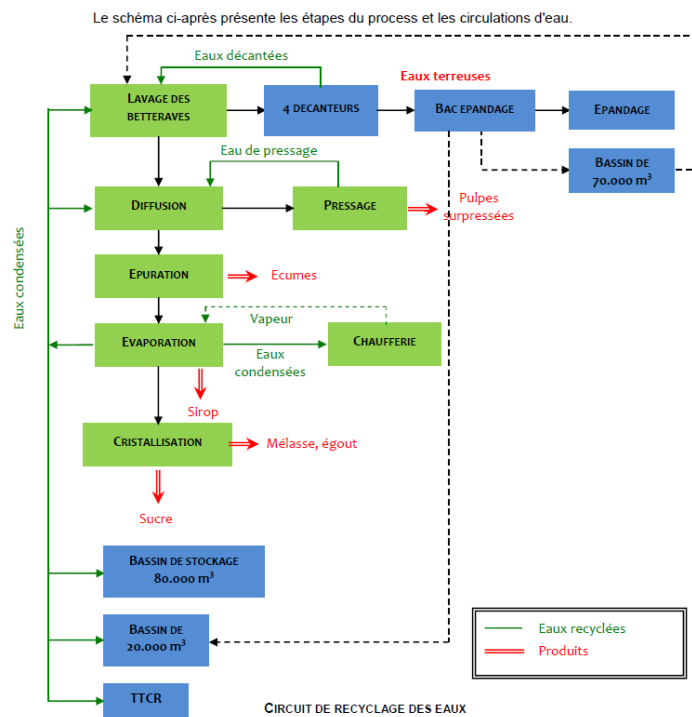 Le schéma ci-après présente les étapes du process et les circulations d'eau.
Eaux décantées
Eaux terreuses
LAVAGE DES
BETTERAVES
4 DECANTEURS
BAC EPANDAGE
EPANDAGE
Eau de pressage
BASSIN DE
70.000 m³
DIFFUSION
PRESSAGE
Pulpes
surpressées
Eaux condensées
EPURATION
Ecumes
Vapeur
EVAPORATION
CHAUFFERIE
Eaux
condensées
Sirop
CRISTALLISATION
Mélasse, égout
Sucre
BASSIN DE STOCKAGE
80.000 m³
BASSIN DE
20.000 m³
Eaux recyclées
Produits
TTCR
CIRCUIT DE RECYCLAGE DES EAUX